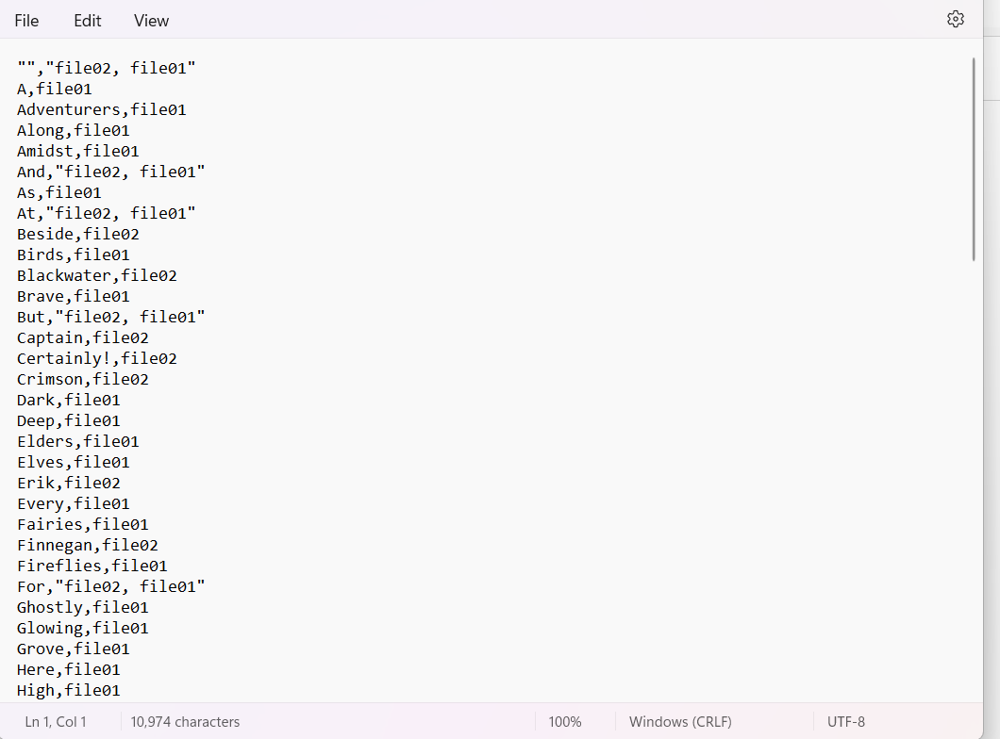 File Edit View
"","file02, file01"
A,file01
Adventurers,file01
Along,file01
Amidst,file01
And,"file02, file01"
As,file01
At,"file02, file01"
Beside,file02
Birds,file01
Blackwater,file02
Brave,file01
But,"file02, file01"
Captain,file02
Certainly!,file02
Crimson,file02
Dark,file01
Deep,file01
Elders,file01
Elves,file01
Erik,file02
Every,file01
Fairies,file01
Finnegan,file02
Fireflies,file01
For,"file02, file01"
Ghostly,file01
Glowing,file01
Grove,file01
Here,file01
High,file01
Ln 1, Col 1 10,974 characters 100% Windows (CRLF) UTF-8